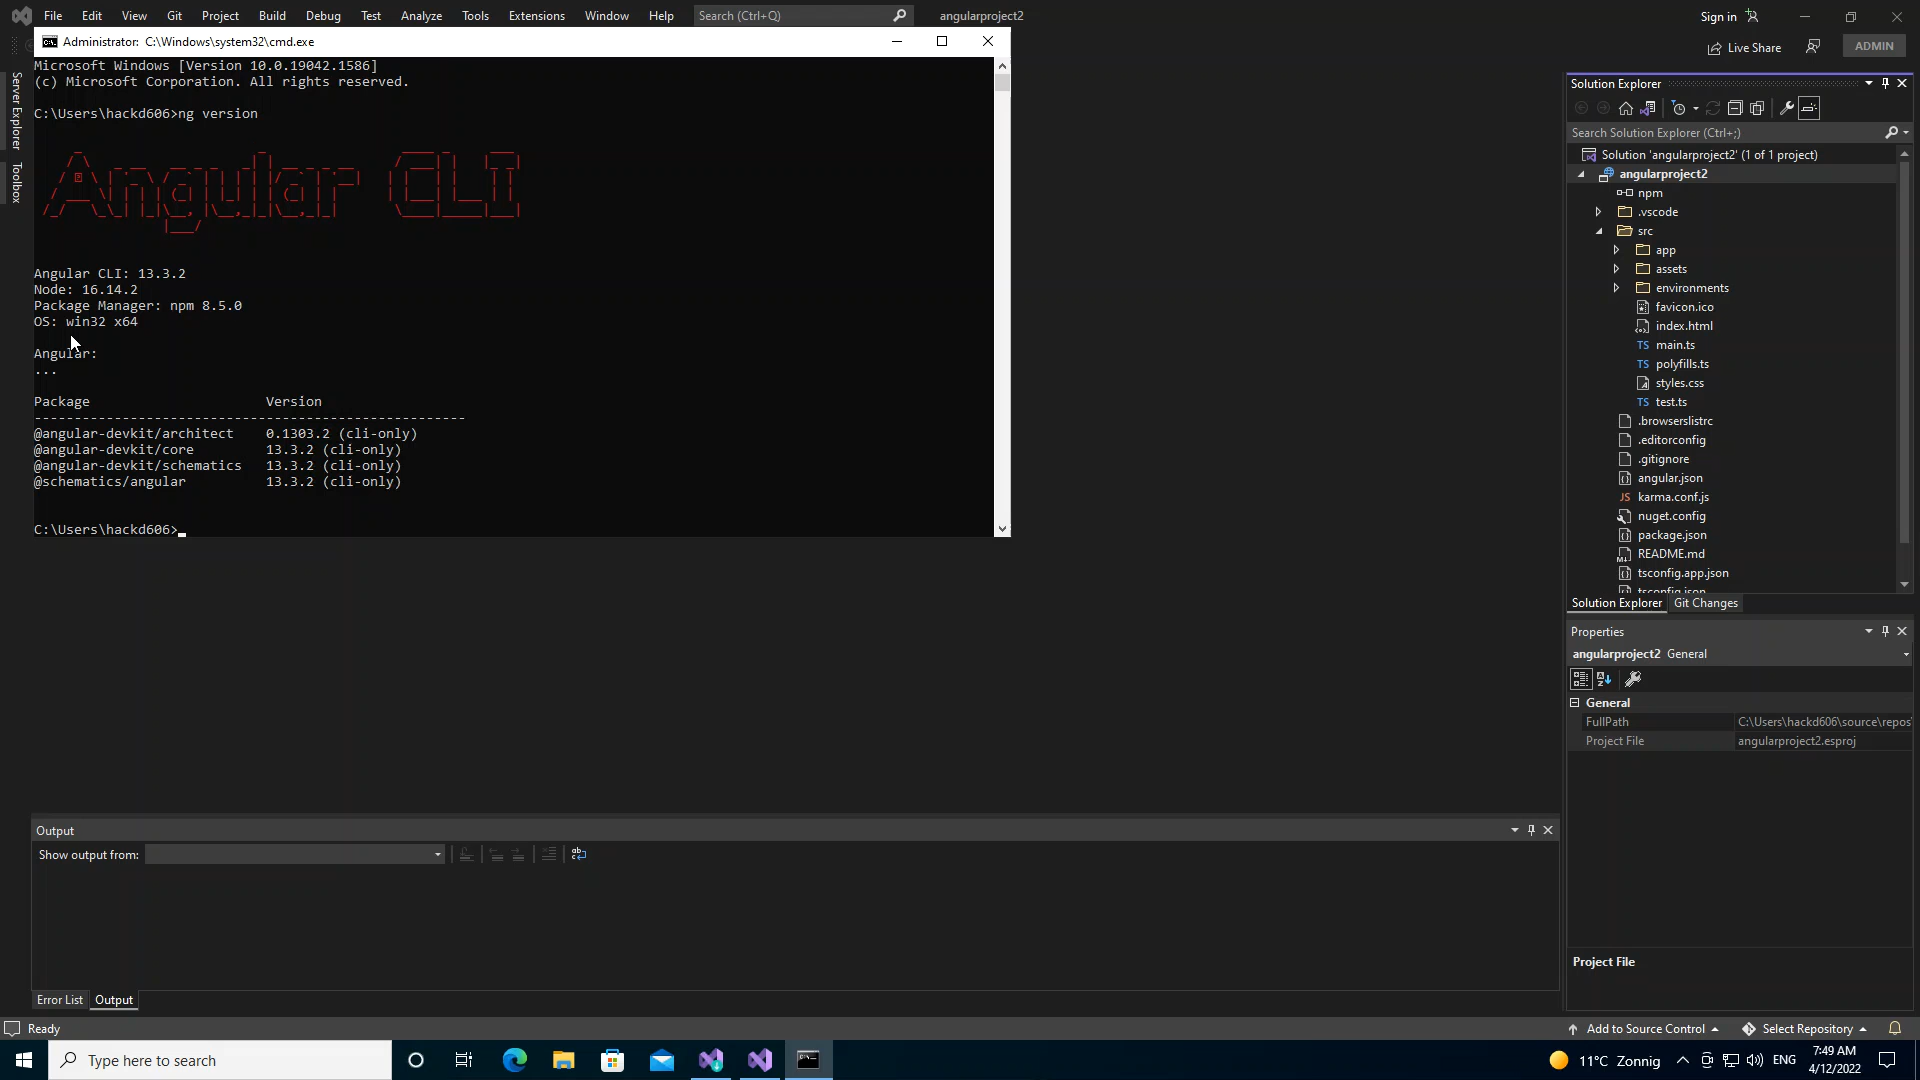 File Edit View Git Project Build Debug Test Analyze Tools Extensions Window Help Search (Ctrl+Q) angularproject2 Sign in
Live Share ADMIN
Administrator: C:\Windows\system32\cmd.exe
Microsoft Windows [Version 10.0.19042.1586]
(c) Microsoft Corporation. All rights reserved.
C:\Users\hackd606>ng version
Angular CLI
Angular CLI: 13.3.2
Node: 16.14.2
Package Manager: npm 8.5.0
OS: win32 x64
Angular:
...
Package Version
------------------------------------------------------
@angular-devkit/architect 0.1303.2 (cli-only)
@angular-devkit/core 13.3.2 (cli-only)
@angular-devkit/schematics 13.3.2 (cli-only)
@schematics/angular 13.3.2 (cli-only)
C:\Users\hackd606>
Server Explorer
Toolbox
Solution Explorer
Search Solution Explorer (Ctrl+;)
Solution 'angularproject2' (1 of 1 project)
angularproject2
npm
.vscode
src
app
assets
environments
favicon.ico
index.html
TS main.ts
TS polyfills.ts
styles.css
TS test.ts
.browserslistrc
.editorconfig
.gitignore
angular.json
JS karma.conf.js
nuget.config
package.json
README.md
tsconfig.app.json
tsconfig.json
Solution Explorer Git Changes
Properties
angularproject2 General
General
FullPath C:\Users\hackd606\source\repos\
Project File angularproject2.esproj
Project File
Output
Show output from:
Error List Output
Ready
Add to Source Control Select Repository
Type here to search
11°C Zonnig ENG 7:49 AM
4/12/2022